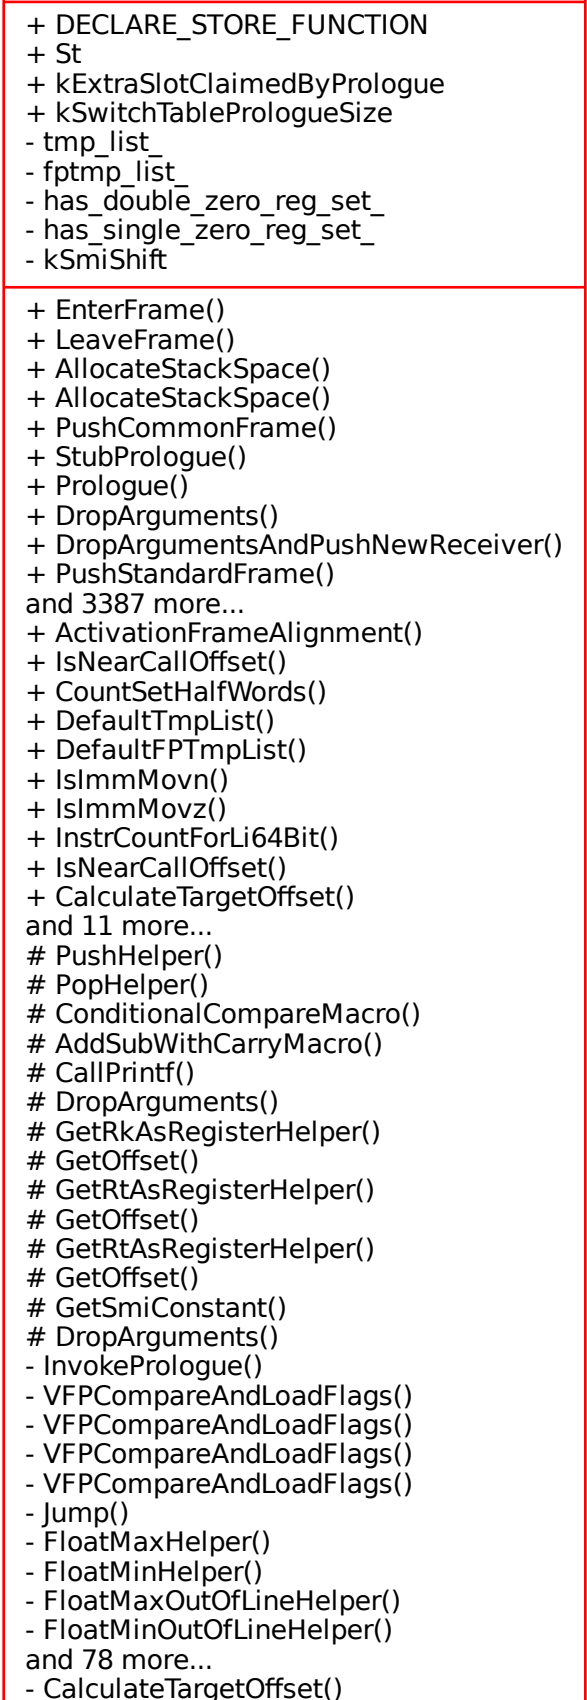 + DECLARE_STORE_FUNCTION
+ St
+ kExtraSlotClaimedByPrologue
+ kSwitchTablePrologueSize
- tmp_list_
- fptmp_list_
- has_double_zero_reg_set_
- has_single_zero_reg_set_
- kSmiShift
+ EnterFrame()
+ LeaveFrame()
+ AllocateStackSpace()
+ AllocateStackSpace()
+ PushCommonFrame()
+ StubPrologue()
+ Prologue()
+ DropArguments()
+ DropArgumentsAndPushNewReceiver()
+ PushStandardFrame()
and 3387 more...
+ ActivationFrameAlignment()
+ IsNearCallOffset()
+ CountSetHalfWords()
+ DefaultTmpList()
+ DefaultFPTmpList()
+ IsImmMovn()
+ IsImmMovz()
+ InstrCountForLi64Bit()
+ IsNearCallOffset()
+ CalculateTargetOffset()
and 11 more...
# PushHelper()
# PopHelper()
# ConditionalCompareMacro()
# AddSubWithCarryMacro()
# CallPrintf()
# DropArguments()
# GetRkAsRegisterHelper()
# GetOffset()
# GetRtAsRegisterHelper()
# GetOffset()
# GetRtAsRegisterHelper()
# GetOffset()
# GetSmiConstant()
# DropArguments()
- InvokePrologue()
- VFPCompareAndLoadFlags()
- VFPCompareAndLoadFlags()
- VFPCompareAndLoadFlags()
- VFPCompareAndLoadFlags()
- Jump()
- FloatMaxHelper()
- FloatMinHelper()
- FloatMaxOutOfLineHelper()
- FloatMinOutOfLineHelper()
and 78 more...
- CalculateTargetOffset()